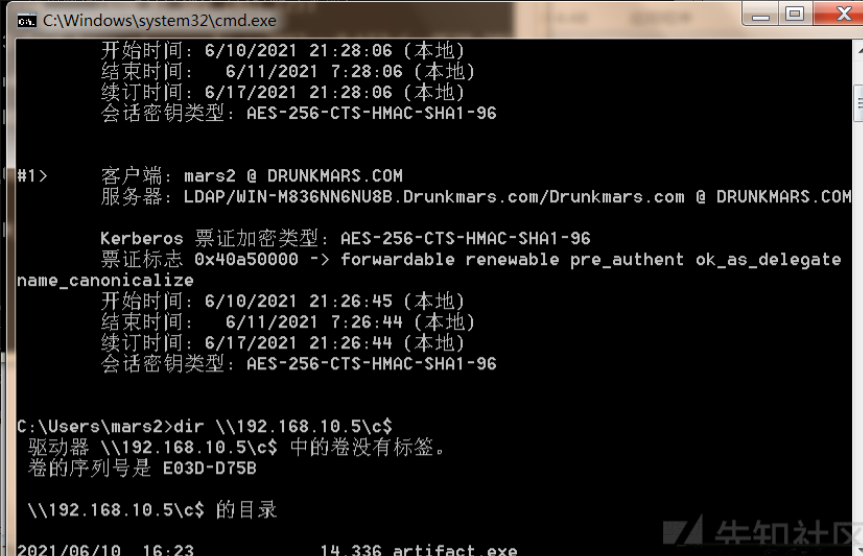 C:\Windows\system32\cmd.exe
开始时间: 6/10/2021 21:28:06 (本地)
结束时间: 6/11/2021 7:28:06 (本地)
续订时间: 6/17/2021 21:28:06 (本地)
会话密钥类型: AES-256-CTS-HMAC-SHA1-96
#1> 客户端: mars2 @ DRUNKMARS.COM
服务器: LDAP/WIN-M836NN6NU8B.Drunkmars.com/Drunkmars.com @ DRUNKMARS.COM
Kerberos 票证加密类型: AES-256-CTS-HMAC-SHA1-96
票证标志 0x40a50000 -> forwardable renewable pre_authent ok_as_delegate
name_canonicalize
开始时间: 6/10/2021 21:26:45 (本地)
结束时间: 6/11/2021 7:26:44 (本地)
续订时间: 6/17/2021 21:26:44 (本地)
会话密钥类型: AES-256-CTS-HMAC-SHA1-96
C:\Users\mars2>dir \\192.168.10.5\c$
驱动器 \\192.168.10.5\c$ 中的卷没有标签。
卷的序列号是 E03D-D75B
\\192.168.10.5\c$ 的目录
2021/06/10 16:23 14,336 artifact.exe
先知社区